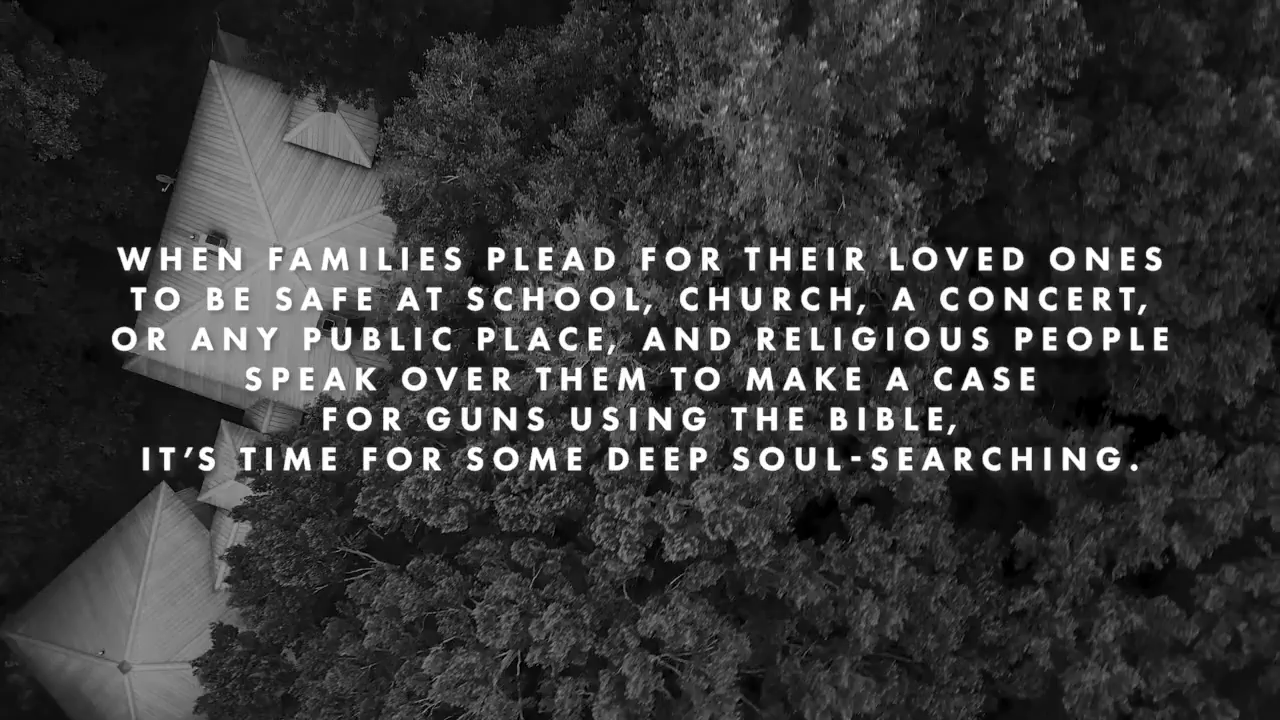 WHEN FAMILIES PLEAD FOR THEIR LOVED ONES
TO BE SAFE AT SCHOOL, CHURCH, A CONCERT,
OR ANY PUBLIC PLACE, AND RELIGIOUS PEOPLE
SPEAK OVER THEM TO MAKE A CASE
FOR GUNS USING THE BIBLE,
IT’S TIME FOR SOME DEEP SOUL-SEARCHING.